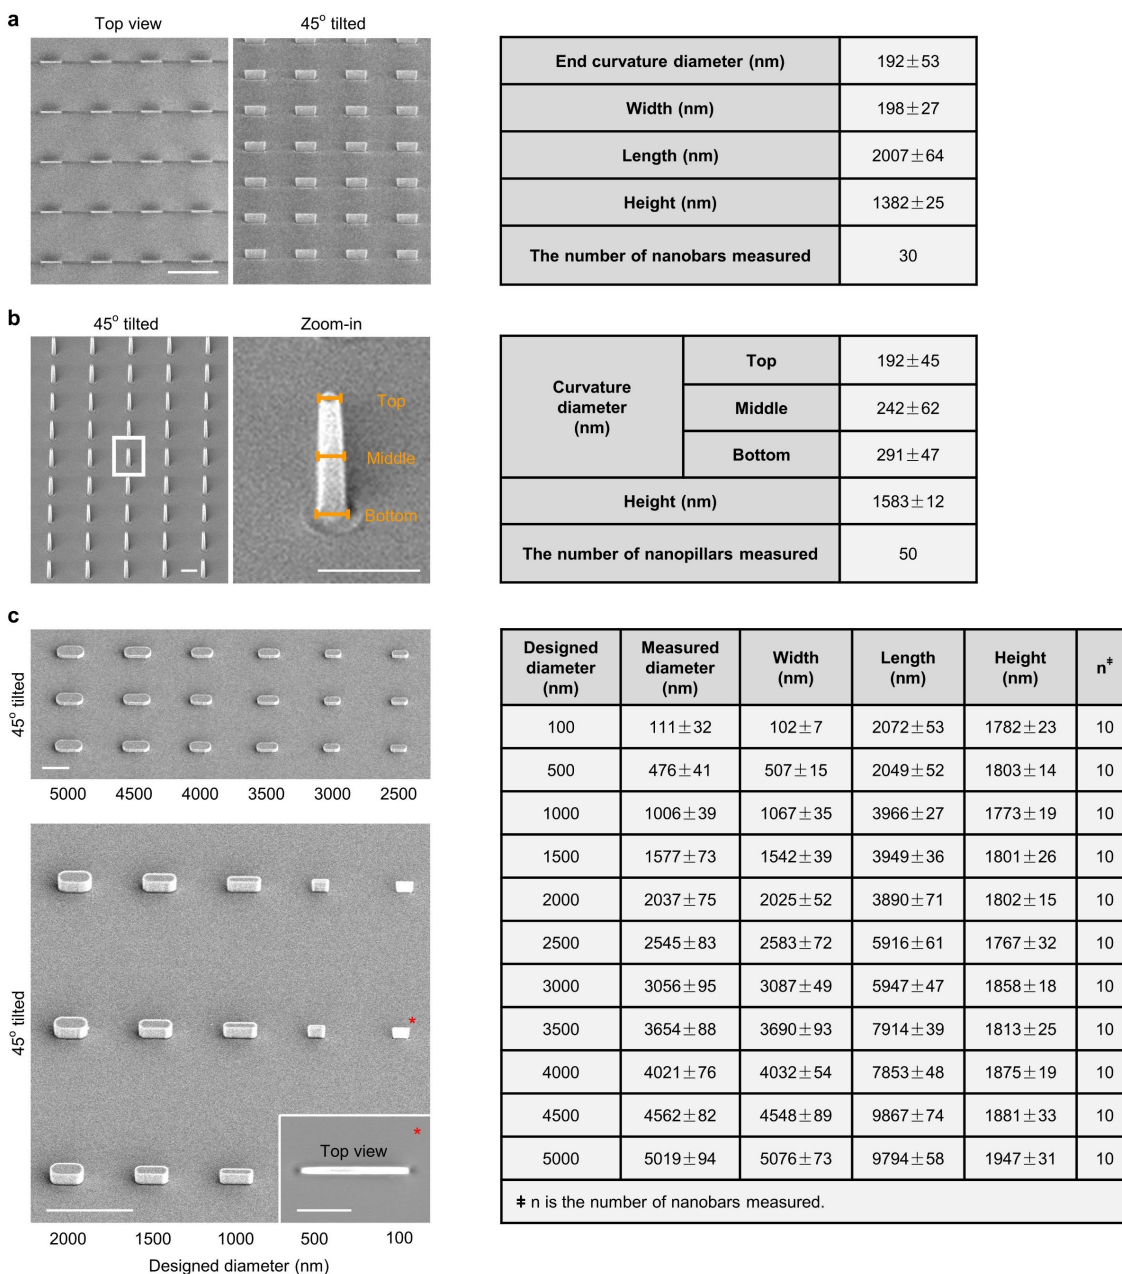 a
Top view
45° tilted
End curvature diameter (nm) 192±53
Width (nm) 198±27
Length (nm) 2007±64
Height (nm) 1382±25
The number of nanobars measured 30
b
45° tilted
Zoom-in
Top
Middle
Bottom
Curvature
diameter
(nm)
Top 192±45
Middle 242±62
Bottom 291±47
Height (nm) 1583±12
The number of nanopillars measured 50
c
45° tilted
5000 4500 4000 3500 3000 2500
45° tilted
*
*
Top view
2000 1500 1000 500 100
Designed diameter (nm)
Designed
diameter
(nm)
Measured
diameter
(nm)
Width
(nm)
Length
(nm)
Height
(nm)
n‡
100 111±32 102±7 2072±53 1782±23 10
500 476±41 507±15 2049±52 1803±14 10
1000 1006±39 1067±35 3966±27 1773±19 10
1500 1577±73 1542±39 3949±36 1801±26 10
2000 2037±75 2025±52 3890±71 1802±15 10
2500 2545±83 2583±72 5916±61 1767±32 10
3000 3056±95 3087±49 5947±47 1858±18 10
3500 3654±88 3690±93 7914±39 1813±25 10
4000 4021±76 4032±54 7853±48 1875±19 10
4500 4562±82 4548±89 9867±74 1881±33 10
5000 5019±94 5076±73 9794±58 1947±31 10
‡ n is the number of nanobars measured.